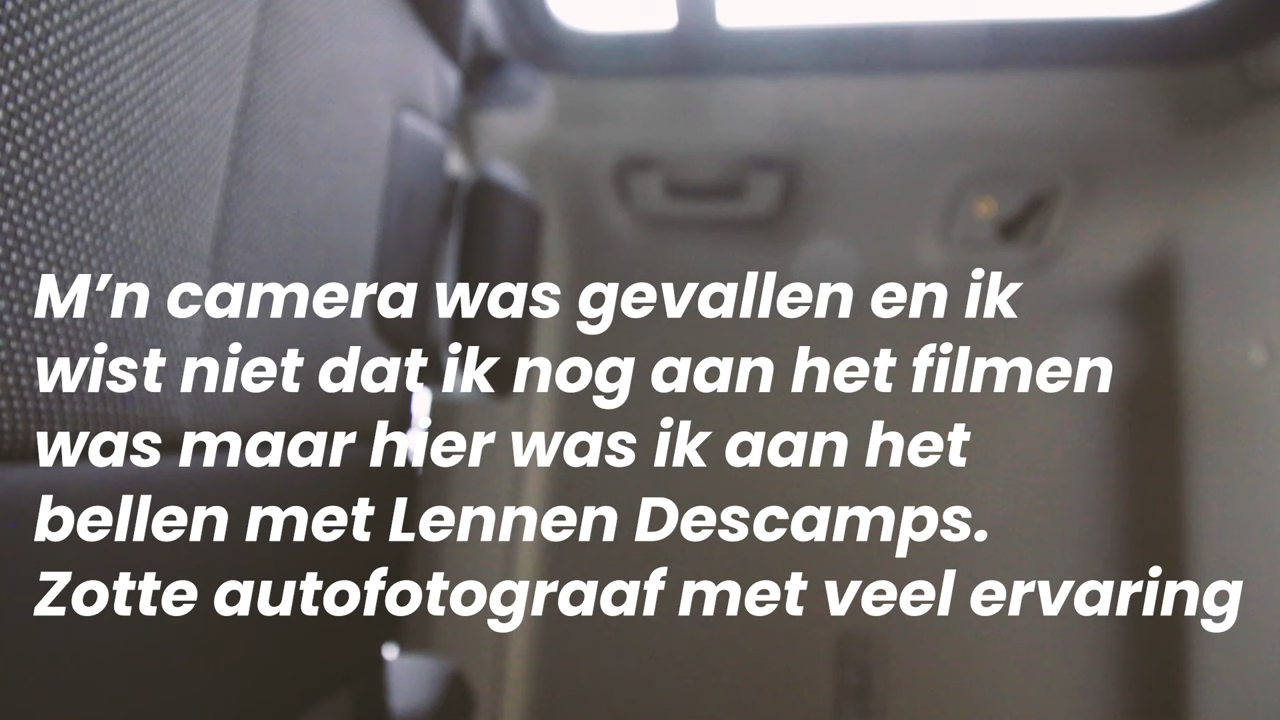 M’n camera was gevallen en ik
wist niet dat ik nog aan het filmen
was maar hier was ik aan het
bellen met Lennen Descamps.
Zotte autofotograaf met veel ervaring